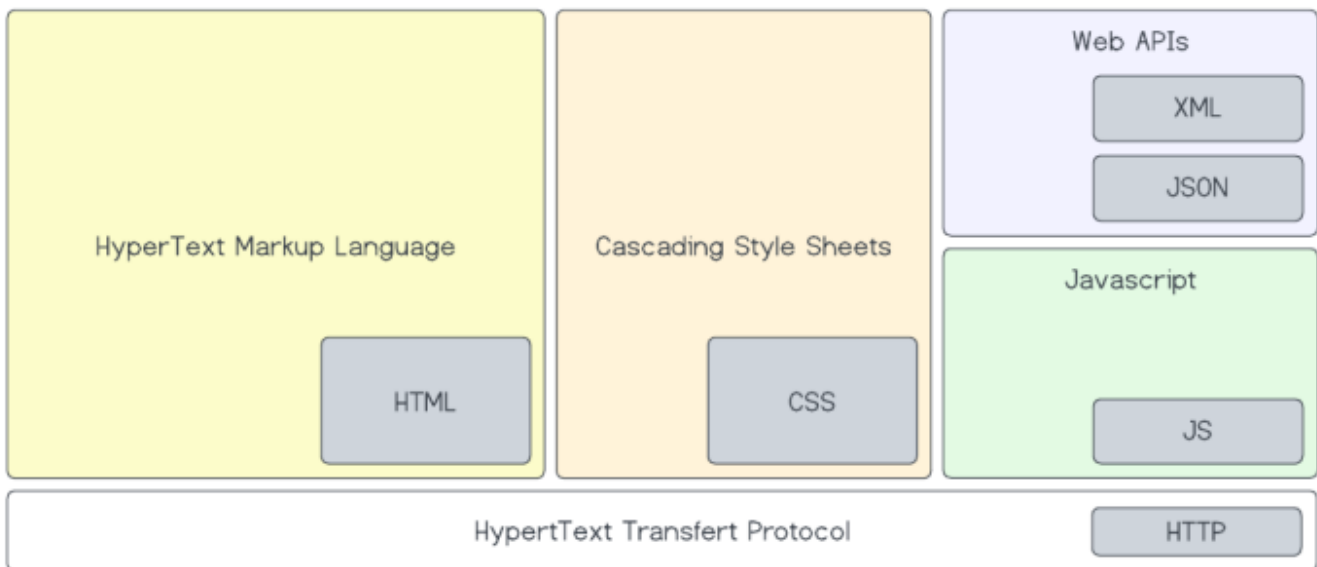 HyperText Markup Language
HTML
Cascading Style Sheets
CSS
Web APIs
XML
JSON
Javascript
JS
HypertText Transfert Protocol
HTTP